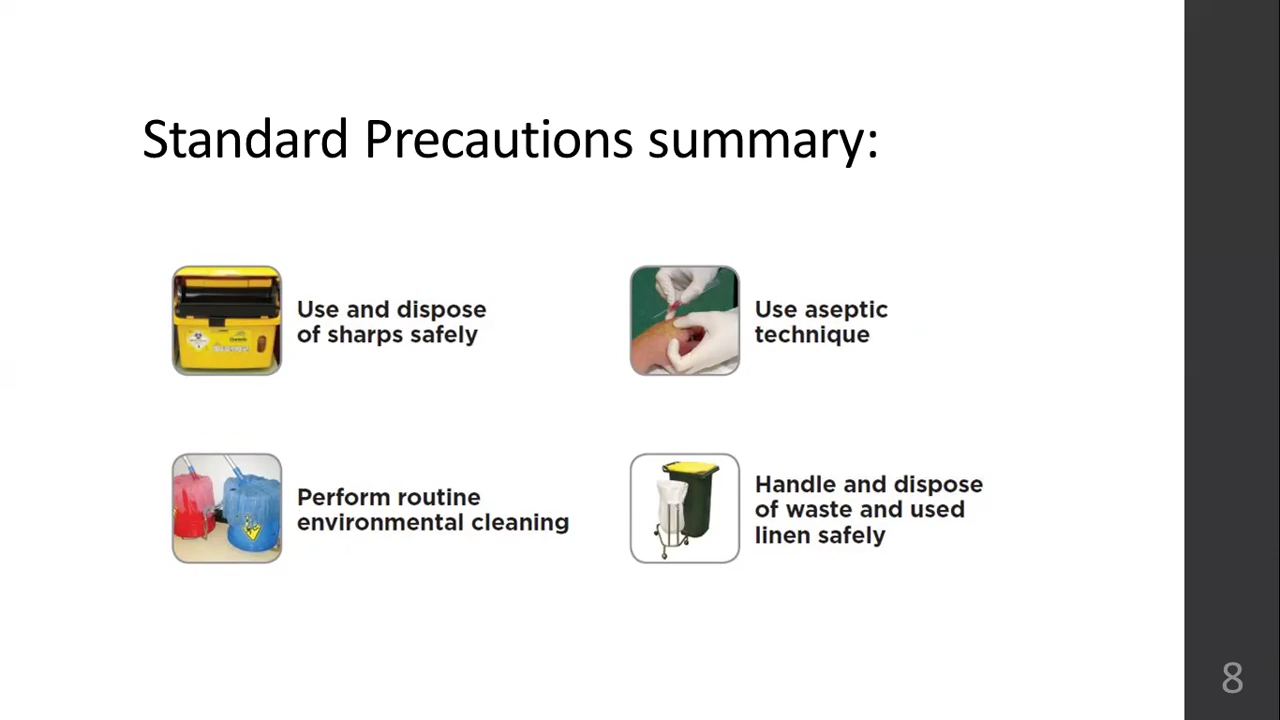 Standard Precautions summary:
Use and dispose
of sharps safely
Use aseptic
technique
Perform routine
environmental cleaning
Handle and dispose
of waste and used
linen safely
8